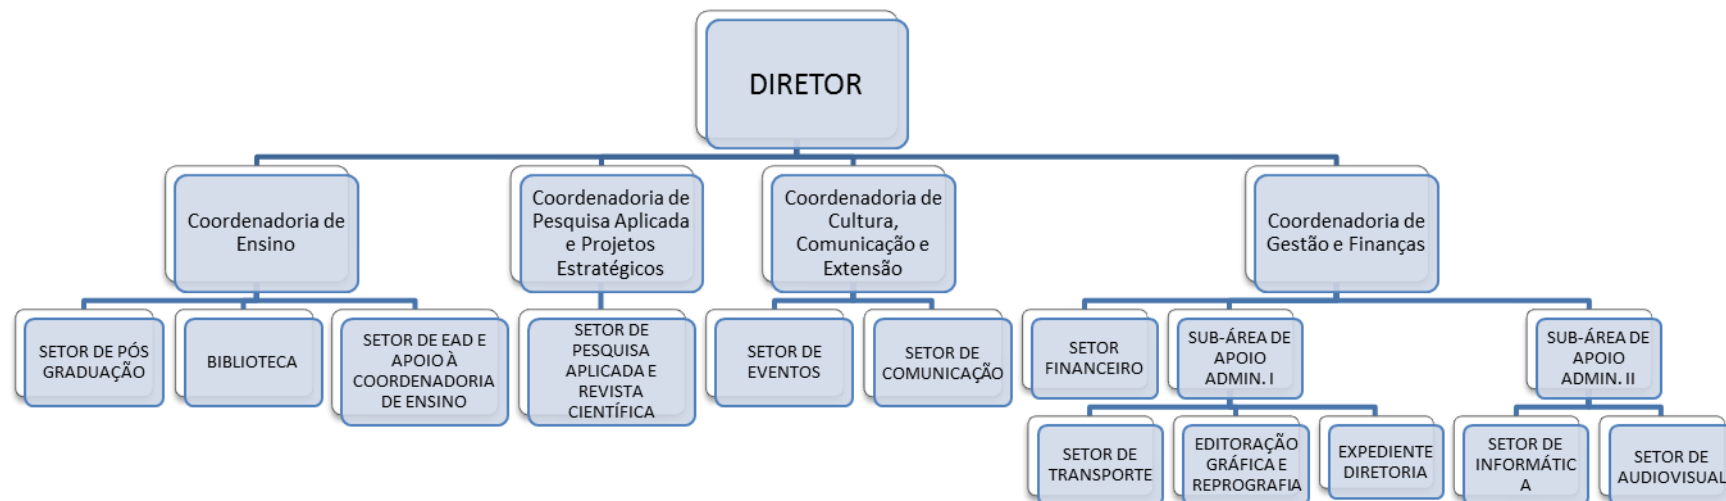 DIRETOR
Coordenadoria de
Ensino
Coordenadoria de
Pesquisa Aplicada
e Projetos
Estratégicos
Coordenadoria de
Cultura,
Comunicação e
Extensão
Coordenadoria de
Gestão e Finanças
SETOR DE PÓS
GRADUAÇÃO
BIBLIOTECA
SETOR DE EAD E
APOIO À
COORDENADORIA
DE ENSINO
SETOR DE
PESQUISA
APLICADA E
REVISTA
CIENTÍFICA
SETOR DE
EVENTOS
SETOR DE
COMUNICAÇÃO
SETOR
FINANCEIRO
SUB-ÁREA DE
APOIO
ADMIN. I
SUB-ÁREA DE
APOIO
ADMIN. II
SETOR DE
TRANSPORTE
EDITORAÇÃO
GRÁFICA E
REPROGRAFIA
EXPEDIENTE
DIRETORIA
SETOR DE
INFORMÁTIC
A
SETOR DE
AUDIOVISUAL